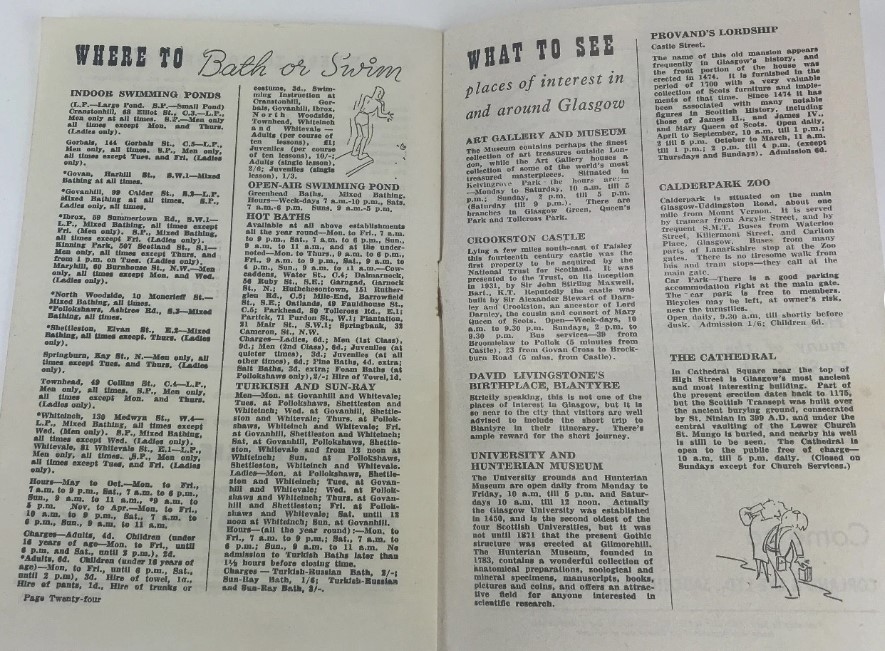 WHERE TO Bath or Swim
INDOOR SWIMMING PONDS
(L.P.—Large Pond. S.P.—Small Pond)
Cranstonhill, 68 Elliot St., C.3.—L.P.,
Men only at all times. S.P.—Men only
all times except Mon. and Thurs.
(Ladies only).
Gorbals, 144 Gorbals St., C.5—L.P.,
Men only, all times. S.P., Men only,
all times except Tues. and Fri. (Ladies
only).
*Govan, Harhill St., S.W.1—Mixed
Bathing at all times.
*Govanhill, 99 Calder St., S.2—L.P.
Mixed Bathing at all times. S.P.,
Ladies only, all times.
*Ibrox, 59 Summertown Rd., S.W.1—
L.P., Mixed Bathing, all times except
Fri. (Men only). S.P., Mixed Bathing,
all times except Fri. (Ladies only).
Kinning Park, 507 Scotland St., S.1—
Men only, all times except Thurs. and
from 1 p.m. on Tues. (Ladies only).
Maryhill, 60 Burnhouse St., N.W.—Men
only, all times except Mon. and Wed.
(Ladies only).
*North Woodside, 10 Moncrieff St.—
Mixed Bathing, all times.
*Pollokshaws, Ashtree Rd., S.3—Mixed
Bathing, all times.
*Shettleston, Elvan St., E.2—Mixed
Bathing, all times except. Thurs. (Ladies
only).
Springburn, Kay St., N.—Men only, all
times except Tues. and Thurs. (Ladies
only).
Townhead, 49 Collins St., C.4—L.P.,
Men only, all times. S.P., Men only,
all times except Mon. and Thurs.
(Ladies only).
*Whiteinch, 130 Medwyn St., W.4—
L.P., Mixed Bathing, all times except
Wed. (Men only). S.P., Mixed Bathing,
all times except Wed. (Ladies only).
Whitevale, 81 Whitevale St., E.1—L.P.,
Men only, all times. S.P., Men only,
all times except Tues. and Fri. (Ladies
only).
Hours—May to Oct.—Mon. to Fri.,
7 a.m. to 9 p.m., Sat., 7 a.m. to 6 p.m.,
Sun., 9 a.m. to 11 a.m., *9 a.m. to
5 p.m. Nov. to Apr.—Mon. to Fri.,
10 a.m. to 9 p.m., Sat., 7 a.m. to
6 p.m., Sun., 9 a.m. to 11 a.m.
Charges—Adults, 4d. Children (under
16 years of age—Mon. to Fri., until
6 p.m. and Sat., until 2 p.m.), 2d.
*Adults, 6d. Children (under 16 years of
age)—Mon. to Fri., until 6 p.m., Sat.,
until 2 p.m), 3d. Hire of towel, 1d.,
Hire of pants, 1d., Hire of trunks or
Page Twenty-four
costume, 3d., Swim-
ming Instruction at
Cranstonhill, Gor-
bals, Govanhill, Ibrox,
North Woodside,
Townhead, Whiteinch
and Whitevale—
Adults (per course of
ten lessons), £1;
Juveniles (per course
of ten lessons), 10/-;
Adults (single lesson),
2/6; Juveniles (single
lesson), 1/3.
OPEN-AIR SWIMMING POND
Greenhead Baths, Mixed Bathing.
Hours—Week-days 7 a.m.-10 p.m., Sats.
7 a.m.-6 p.m. Suns. 9 a.m.-5 p.m.
HOT BATHS
Available at all above establishments
all the year round—Mon. to Fri., 7 a.m.
to 9 p.m., Sat., 7 a.m. to 6 p.m., Sun.,
9 a.m. to 11 a.m., and at the under-
noted—Mon. to Thurs., 9 a.m. to 6 p.m.,
Fri., 9 a.m. to 9 p.m., Sat., 9 a.m. to
4 p.m., Sun., 9 a.m. to 11 a.m.—Cow-
caddens, Water St., C.4; Dalmarnock,
56 Ruby St., S.E.; Garngad, Garnock
St., N.; Hutchesontown, 151 Ruther-
glen Rd., C.5; Mile-End, Barrowfield
St., S.E.; Oatlands, 49 Fauldhouse St.,
C.5; Parkhead, 39 Tollcross Rd., E.1;
Partick, 71 Purdon St., W.1; Plantation,
21 Mair St., S.W.1; Springbank, 32
Cameron St., N.W.
Charges—Ladies, 6d.; Men (1st Class),
9d.; Men (2nd Class), 6d., Juveniles (at
quieter times), 3d.; Juveniles (at all
other times), 6d.; Pine Baths, 4d. extra;
Salt Baths, 3d. extra; Foam Baths (at
Pollokshaws only), 2/-; Hire of Towel, 1d.
TURKISH AND SUN-RAY
Men—Mon. at Govanhill and Whitevale;
Tues. at Pollokshaws, Shettleston and
Whiteinch; Wed. at Govanhill, Shettle-
ston and Whitevale; Thurs. at Pollok-
shaws, Whiteinch and Whitevale; Fri.
at Govanhill, Shettleston and Whiteinch;
Sat. at Govanhill, Pollokshaws, Shettle-
ston, Whitevale and from 12 noon at
Whiteinch; Sun. at Pollokshaws,
Shettleston, Whiteinch and Whitevale.
Ladies—Mon. at Pollokshaws, Shettle-
ston and Whiteinch; Tues. at Govan-
hill and Whitevale; Wed. at Pollok-
shaws and Whiteinch; Thurs. at Govan-
hill and Shettleston; Fri. at Pollok-
shaws and Whitevale; Sat. until 12
noon at Whiteinch; Sun. at Govanhill.
Hours—(all the year round)—Mon. to
Fri., 7 a.m. to 9 p.m.; Sat., 7 a.m. to
6 p.m.; Sun., 9 a.m. to 11 a.m. No
admission to Turkish Baths later than
1½ hours before closing time.
Charges — Turkish-Russian Bath, 2/-;
Sun-Ray Bath, 1/6; Turkish-Russian
and Sun-Ray Bath, 3/-.
WHAT TO SEE
places of interest in
and around Glasgow
ART GALLERY AND MUSEUM
The Museum contains perhaps the finest
collection of art treasures outside Lon-
don, while the Art Gallery houses a
collection of some of the world's most
treasured masterpieces. Situated in
Kelvingrove Park the hours are:—
—Monday to Saturday, 10 a.m. till 5
p.m.; Sunday, 2 p.m. till 5 p.m.
(Saturday till 9 p.m.). There are
branches in Glasgow Green, Queen's
Park and Tollcross Park.
CROOKSTON CASTLE
Lying a few miles south-east of Paisley
this fourteenth century castle was the
first property to be acquired by the
National Trust for Scotland. It was
presented to the Trust, on its inception
in 1931, by Sir John Stirling Maxwell,
Bart., K.T. Reputedly the castle was
built by Sir Alexander Stewart of Darn-
ley and Crookston, an ancestor of Lord
Darnley, the cousin and consort of Mary
Queen of Scots. Open—Week-days, 10
a.m. to 9.30 p.m. Sundays, 2 p.m. to
9.30 p.m. Bus services—39 from
Broomielaw to Pollok (5 minutes from
Castle), 23 from Govan Cross to Brock-
burn Road (5 mins. from Castle).
DAVID LIVINGSTONE'S
BIRTHPLACE, BLANTYRE
Strictly speaking, this is not one of the
places of interest in Glasgow, but it is
so near to the city that visitors are well
advised to include the short trip to
Blantyre in their itinerary. There's
ample reward for the short journey.
UNIVERSITY AND
HUNTERIAN MUSEUM
The University grounds and Hunterian
Museum are open daily from Monday to
Friday, 10 a.m. till 5 p.m. and Satur-
days 10 a.m. till 12 noon. Actually
the Glasgow University was established
in 1450, and is the second oldest of the
four Scottish Universities, but it was
not until 1871 that the present Gothic
structure was erected at Gilmorehill.
The Hunterian Museum, founded in
1783, contains a wonderful collection of
anatomical preparations, zoological and
mineral specimens, manuscripts, books,
pictures and coins, and offers an attrac-
tive field for anyone interested in
scientific research.
PROVAND'S LORDSHIP
Castle Street.
The name of this old mansion appears
frequently in Glasgow's history, and
the front portion of the house was
erected in 1474. It is furnished in the
period of 1700 with a very valuable
collection of Scots furniture and imple-
ments of that time. Since 1474 it has
been associated with many notable
figures in Scottish History, including
those of James II., and James IV.,
and Mary Queen of Scots. Open daily,
April to September, 10 a.m. till 1 p.m.;
2 till 6 p.m. October to March, 11 a.m.
till 1 p.m.; 2 p.m. till 4 p.m. (except
Thursdays and Sundays). Admission 6d.
CALDERPARK ZOO
Calderpark is situated on the main
Glasgow-Uddingston Road, about one
mile from Mount Vernon. It is served
by tramcar from Argyle Street, and by
frequent S.M.T. Buses from Waterloo
Street, Killermont Street, and Carlton
Place, Glasgow. Buses from many
parts of Lanarkshire stop at the Zoo
gates. There is no tiresome walk from
bus and tram stops—they call at the
main gate.
Car Park—There is a good parking
accommodation right at the main gate.
The car park is free to members.
Bicycles may be left, at owner's risk,
near the turnstiles.
Open daily, 9.30 a.m. till shortly before
dusk. Admission 1/6; Children 6d.
THE CATHEDRAL
In Cathedral Square near the top of
High Street is Glasgow's most ancient
and most interesting building. Part of
the present erection dates back to 1175,
but the Scottish Transept was built over
the ancient burying ground, consecrated
by St. Ninian in 399 A.D. and under the
central vaulting of the Lower Church
St. Mungo is buried, and nearby his well
is still to be seen. The Cathedral is
open to the public free of charge—
10 a.m. till 5 p.m. daily. (Closed on
Sundays except for Church Services.)